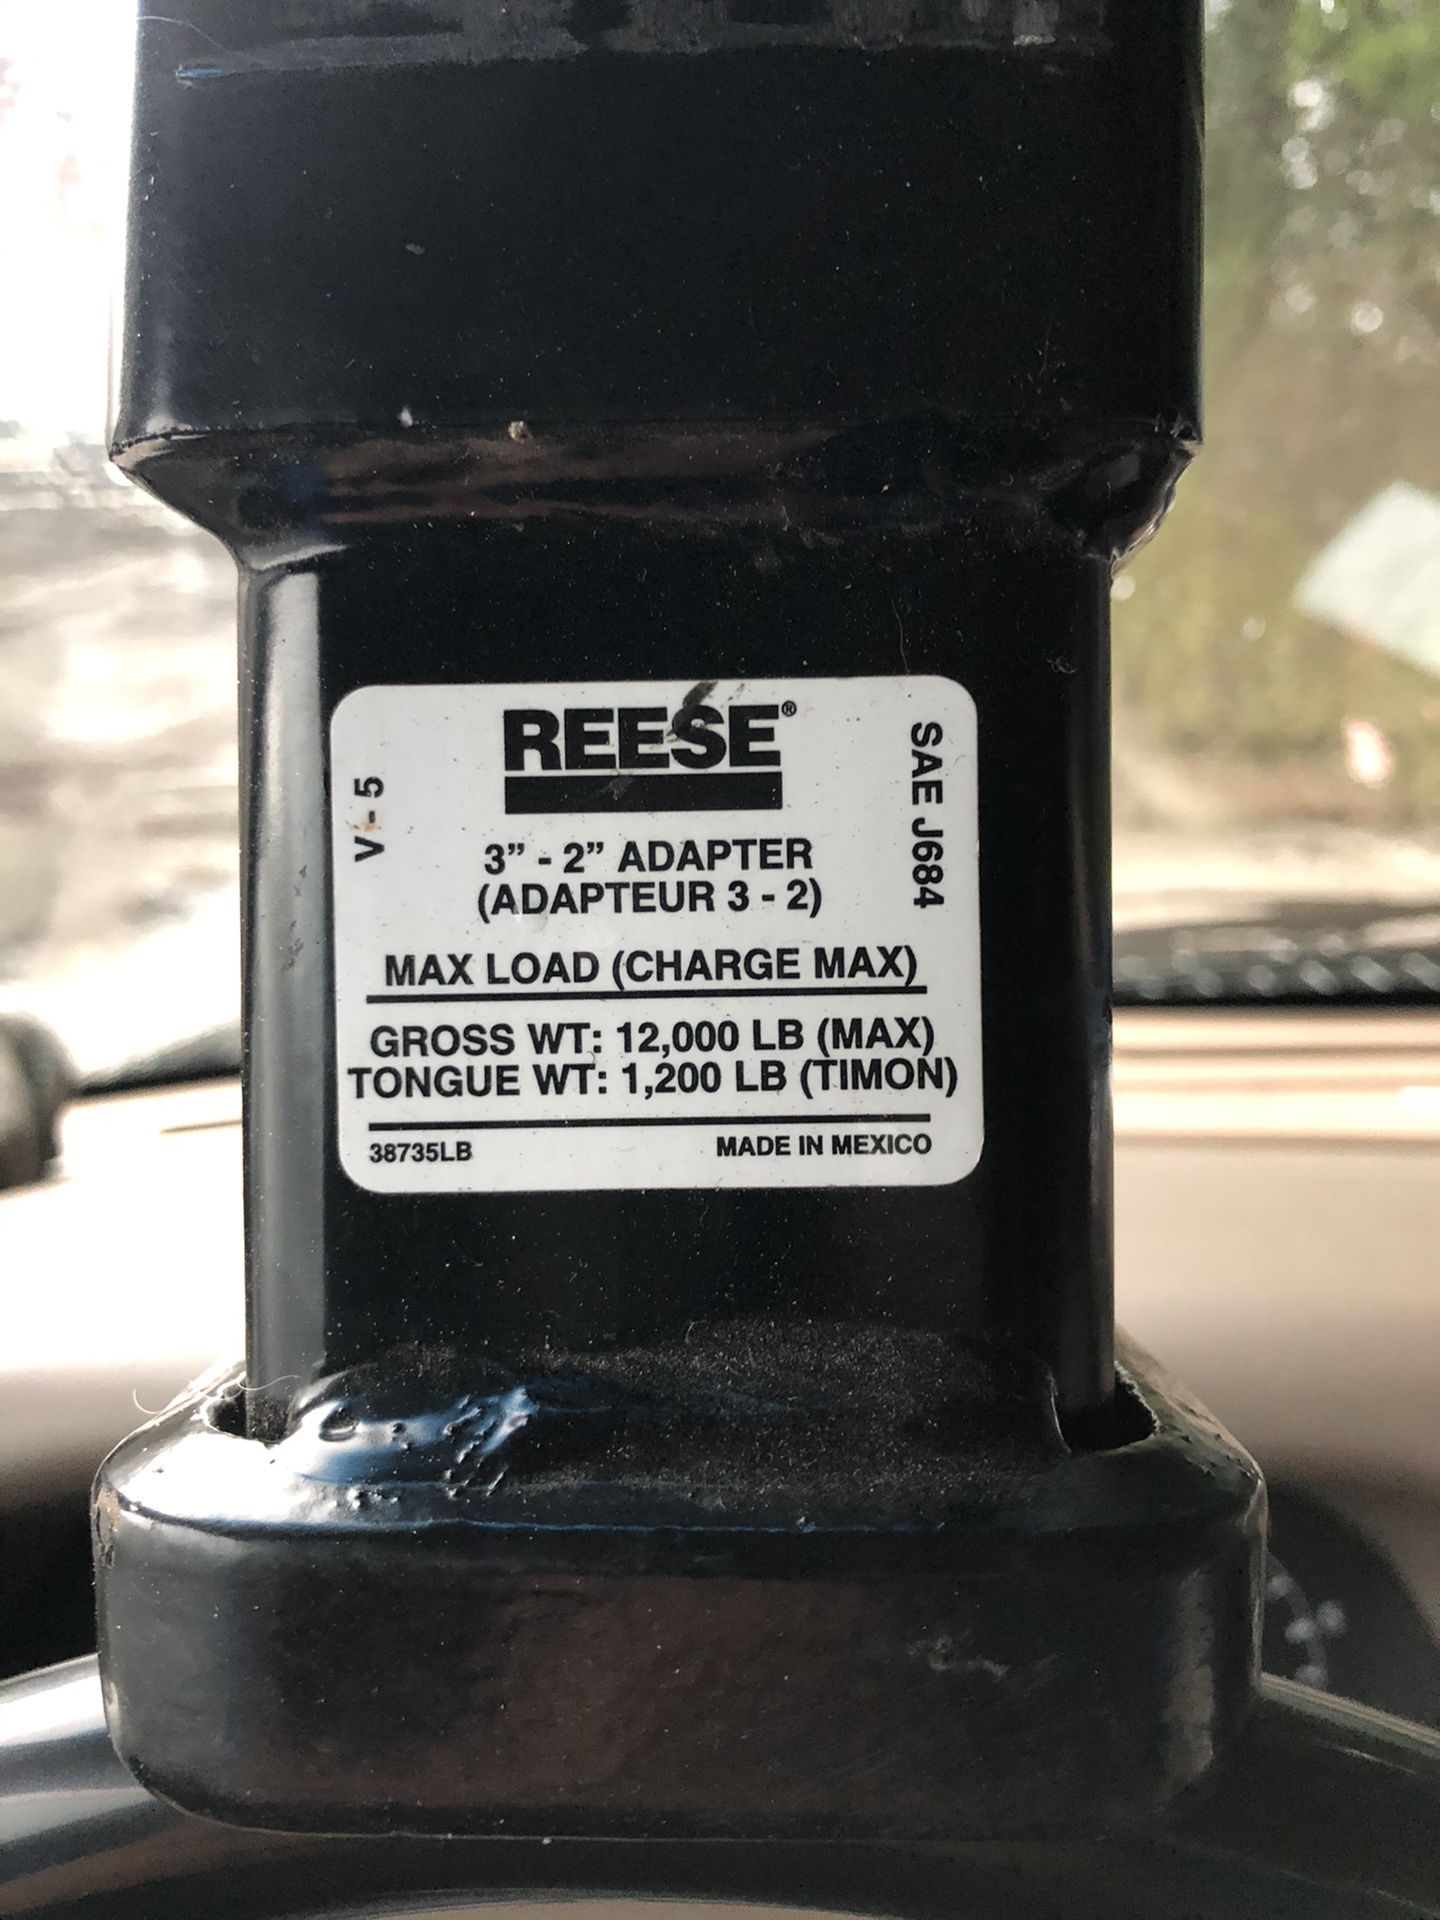 REESE®
V-5
SAE J684
3” - 2” ADAPTER
(ADAPTEUR 3 - 2)
MAX LOAD (CHARGE MAX)
GROSS WT: 12,000 LB (MAX)
TONGUE WT: 1,200 LB (TIMON)
38735LB
MADE IN MEXICO